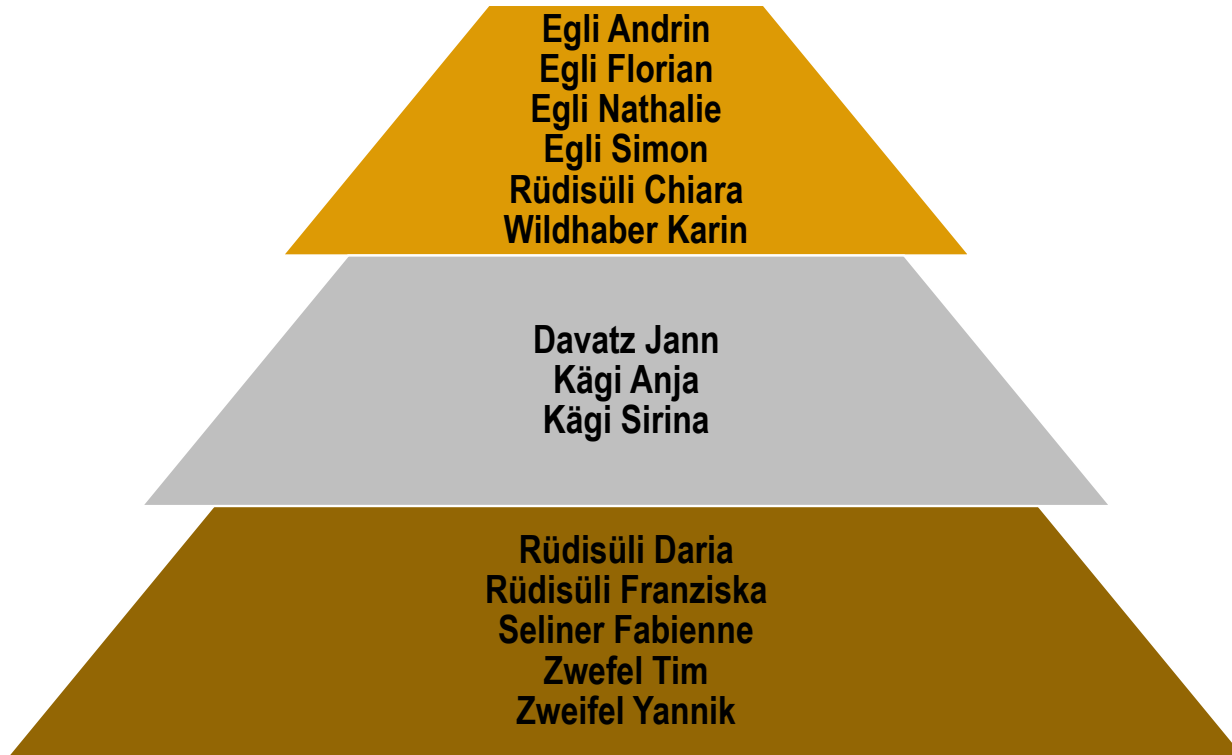 Egli Andrin
Egli Florian
Egli Nathalie
Egli Simon
Rüdisüli Chiara
Wildhaber Karin
Davatz Jann
Kägi Anja
Kägi Sirina
Rüdisüli Daria
Rüdisüli Franziska
Seliner Fabienne
Zwefel Tim
Zweifel Yannik